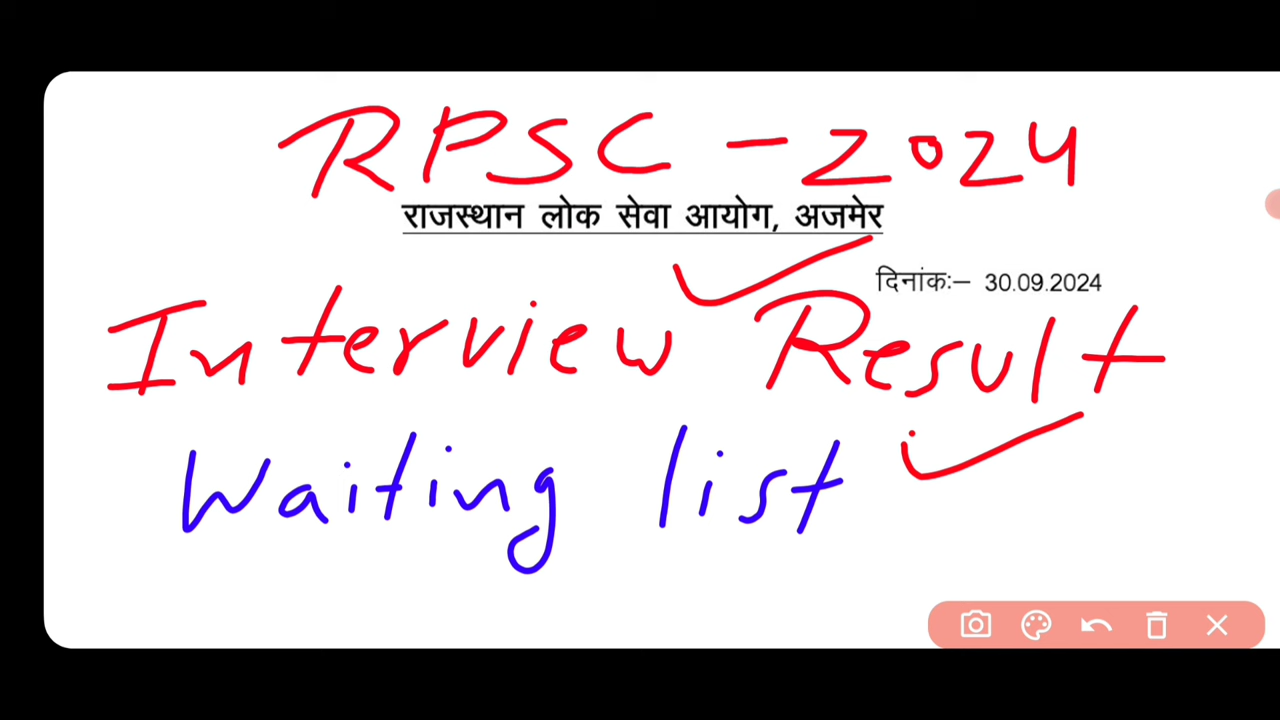 RPSC - 2024
राजस्थान लोक सेवा आयोग, अजमेर
दिनांकः– 30.09.2024
Interview Result
Waiting list